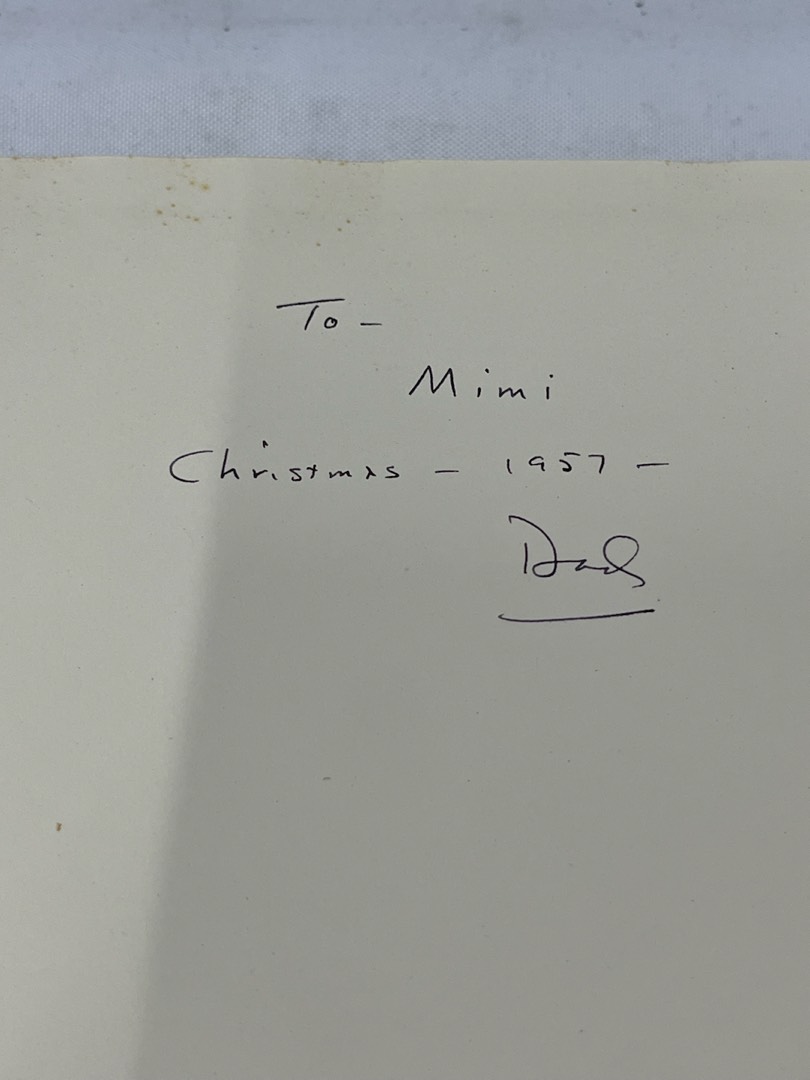 To -
Mimi
Christmas - 1957 -
Dad